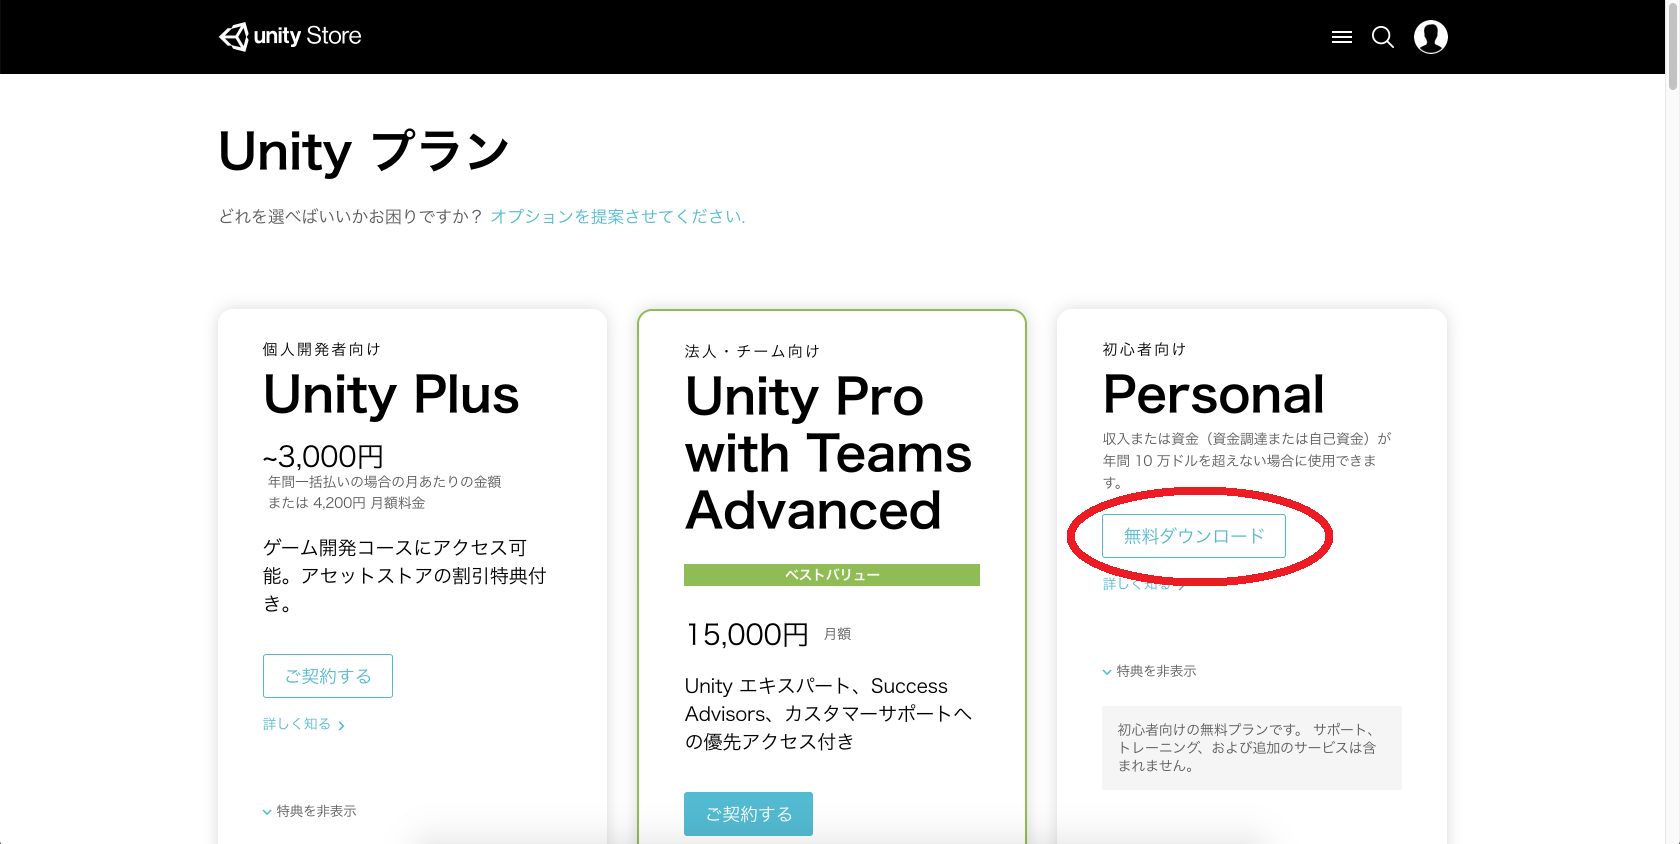 unity Store
Unity プラン
どれを選べばいいかお困りですか？ オプションを提案させてください.
個人開発者向け
Unity Plus
~3,000円
年間一括払いの場合の月あたりの金額
または 4,200円 月額料金
ゲーム開発コースにアクセス可
能。アセットストアの割引特典付
き。
ご契約する
詳しく知る
特典を非表示
法人・チーム向け
Unity Pro
with Teams
Advanced
ベストバリュー
15,000円 月額
Unity エキスパート、Success
Advisors、カスタマーサポートへ
の優先アクセス付き
ご契約する
初心者向け
Personal
収入または資金（資金調達または自己資金）が
年間 10 万ドルを超えない場合に使用できま
す。
無料ダウンロード
詳しく知る
特典を非表示
初心者向けの無料プランです。 サポート、
トレーニング、および追加のサービスは含
まれません。